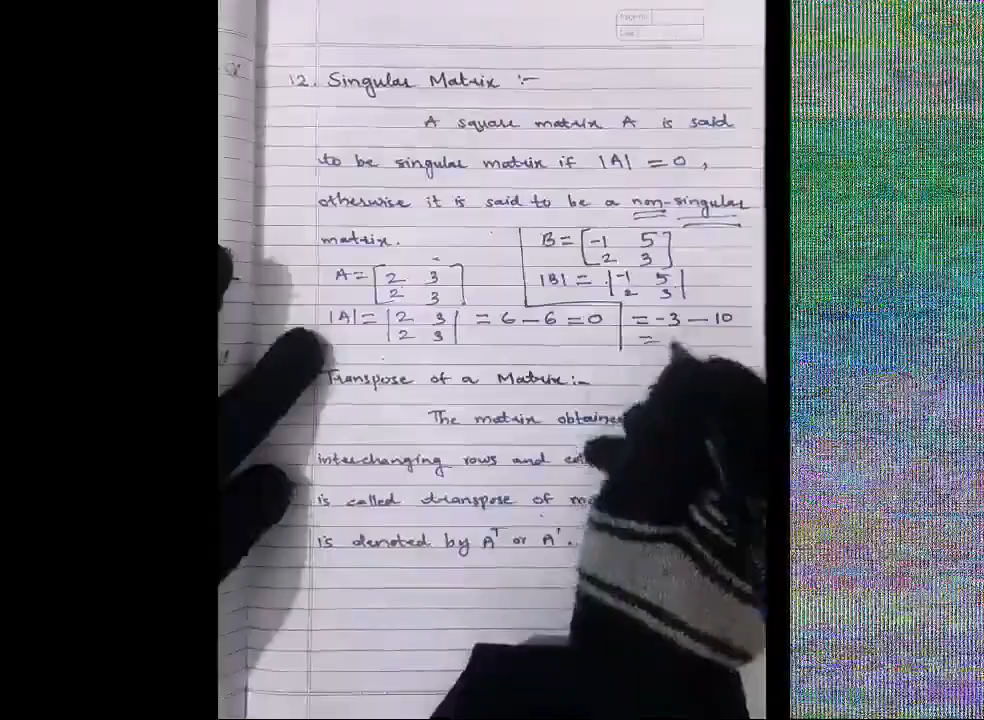 12. Singular Matrix :-
A square matrix A is said
to be singular matrix if |A| = 0,
otherwise it is said to be a non-singular
matrix.
A = [2 3
2 3]
|A| = |2 3
2 3| = 6 - 6 = 0
B = [-1 5
2 3]
|B| = |-1 5
2 3|
= -3 - 10
=
Transpose of a Matrix :-
The matrix obtained
interchanging rows and
is called transpose of
is denoted by A^T or A'.